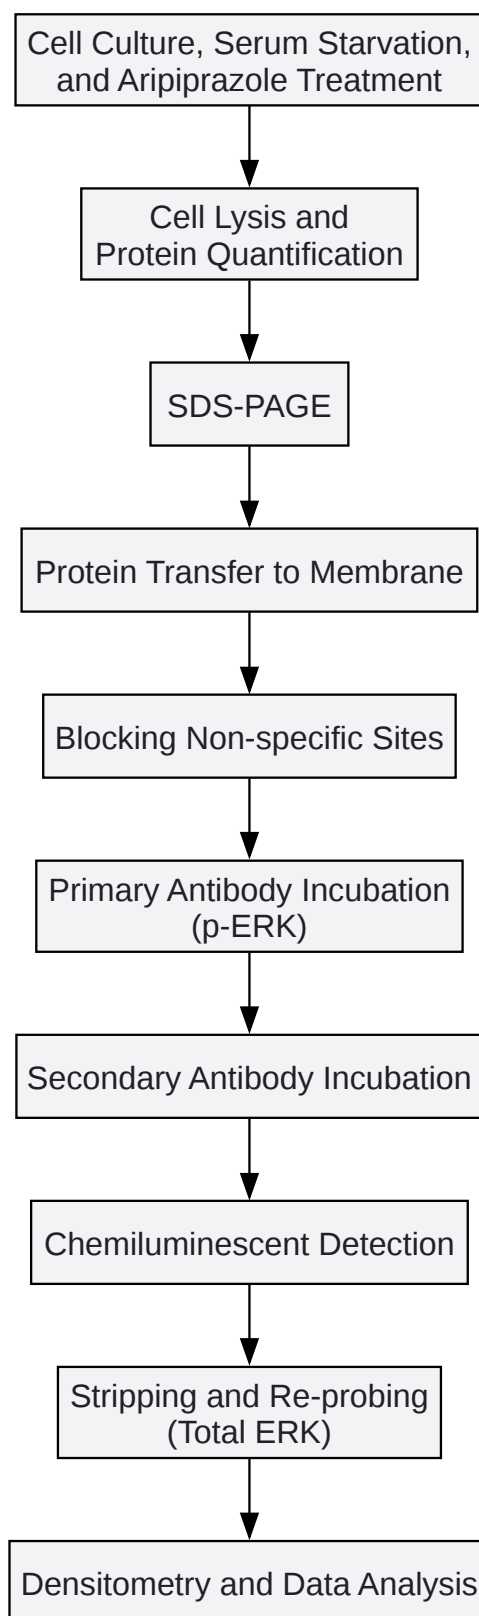 Cell Culture, Serum Starvation,
and Aripiprazole Treatment
Cell Lysis and
Protein Quantification
SDS-PAGE
Protein Transfer to Membrane
Blocking Non-specific Sites
Primary Antibody Incubation
(p-ERK)
Secondary Antibody Incubation
Chemiluminescent Detection
Stripping and Re-probing
(Total ERK)
Densitometry and Data Analysis